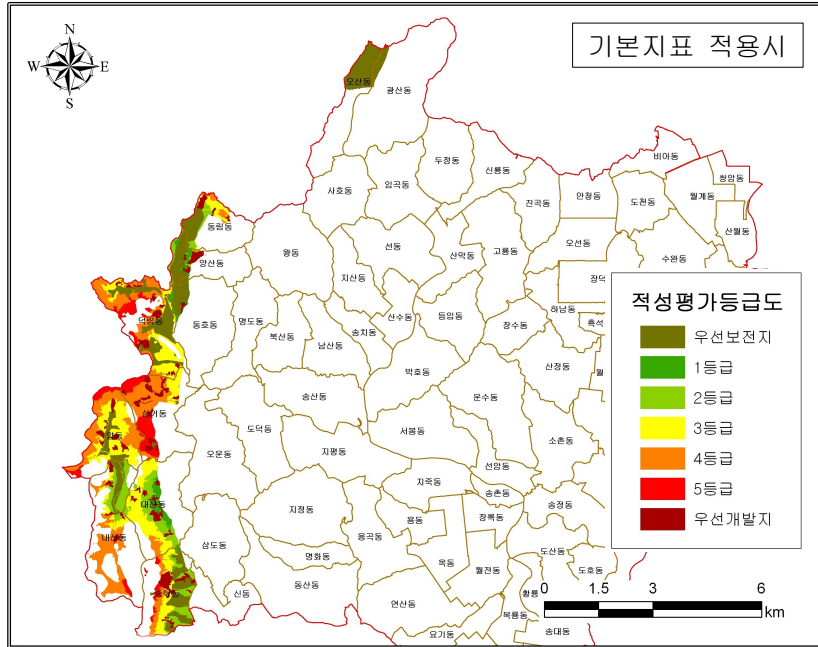 기본지표 적용시
N
W
E
S
오산동
광산동
비아동
두정동
신룡동
쌍암동
사호동
임곡동
진곡동
안청동
도천동
월계동
동림동
산월동
왕동
선동
산막동
고룡동
오선동
수완동
양산동
지산동
장덕
동호동
명도동
북산동
남산동
송치동
산수동
등임동
장수동
하남동
흑석
박호동
산정동
월
송산동
운수동
도덕동
서봉동
소촌동
오운동
지평동
선암동
지죽동
송촌동
지정동
용동
장록동
송정동
대산동
삼도동
용곡동
명화동
옥동
월전동
도산동
도호동
신동
동산동
연산동
황룡
복룡동
송대동
요기동
적성평가등급도
우선보전지
1등급
2등급
3등급
4등급
5등급
우선개발지
0 1.5 3 6
km